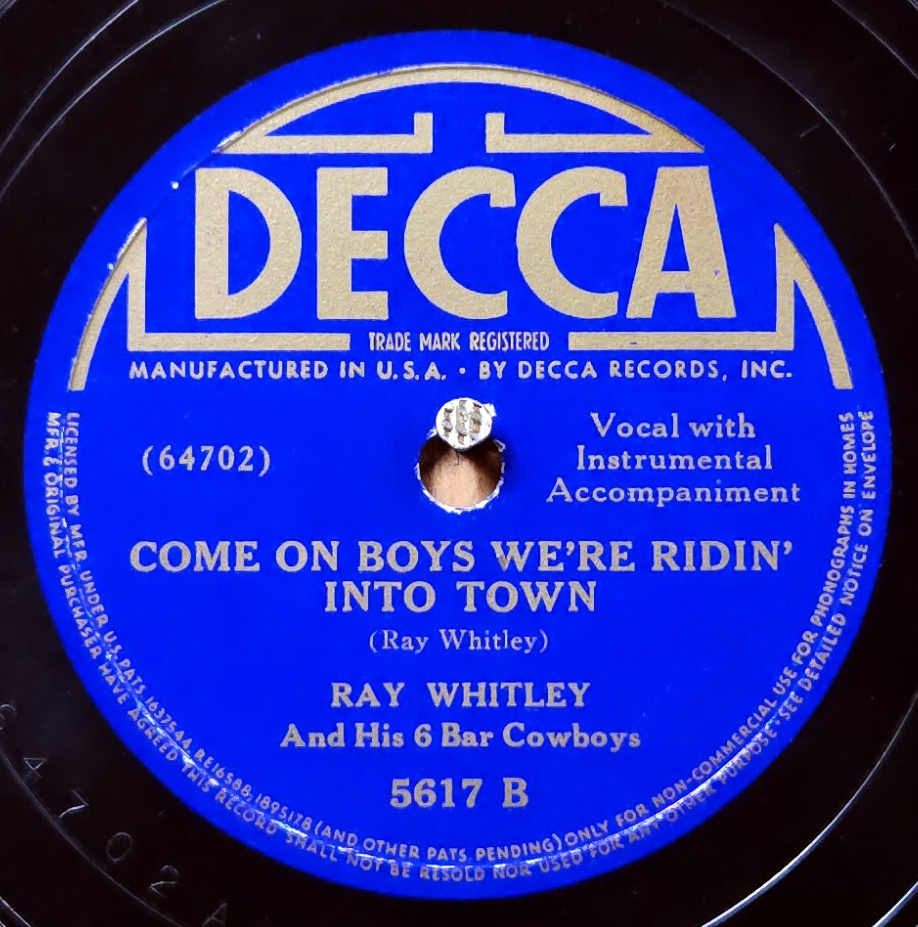 DECCA
TRADE MARK REGISTERED
MANUFACTURED IN U.S.A. • BY DECCA RECORDS, INC.
(64702)
Vocal with
Instrumental
Accompaniment
COME ON BOYS WE'RE RIDIN'
INTO TOWN
(Ray Whitley)
RAY WHITLEY
And His 6 Bar Cowboys
5617 B
LICENSED BY MFR. UNDER U.S. PATS. 1637544, RE16588, 1895178 (AND OTHER PATS. PENDING) ONLY FOR NON-COMMERCIAL USE FOR PHONOGRAPHS IN HOMES
MFR. & ORIGINAL PURCHASER HAVE AGREED THIS RECORD SHALL NOT BE RESOLD NOR USED FOR ANY OTHER PURPOSE • SEE DETAILED NOTICE ON ENVELOPE
64702 A